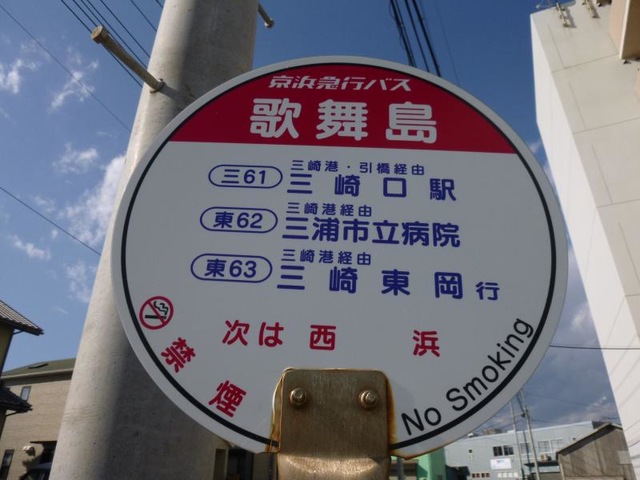 京浜急行バス
歌舞島
三崎港・引橋経由
三61 三崎口駅
三崎港経由
東62 三浦市立病院
三崎港経由
東63 三崎東岡行
次は西浜
禁煙
No Smoking